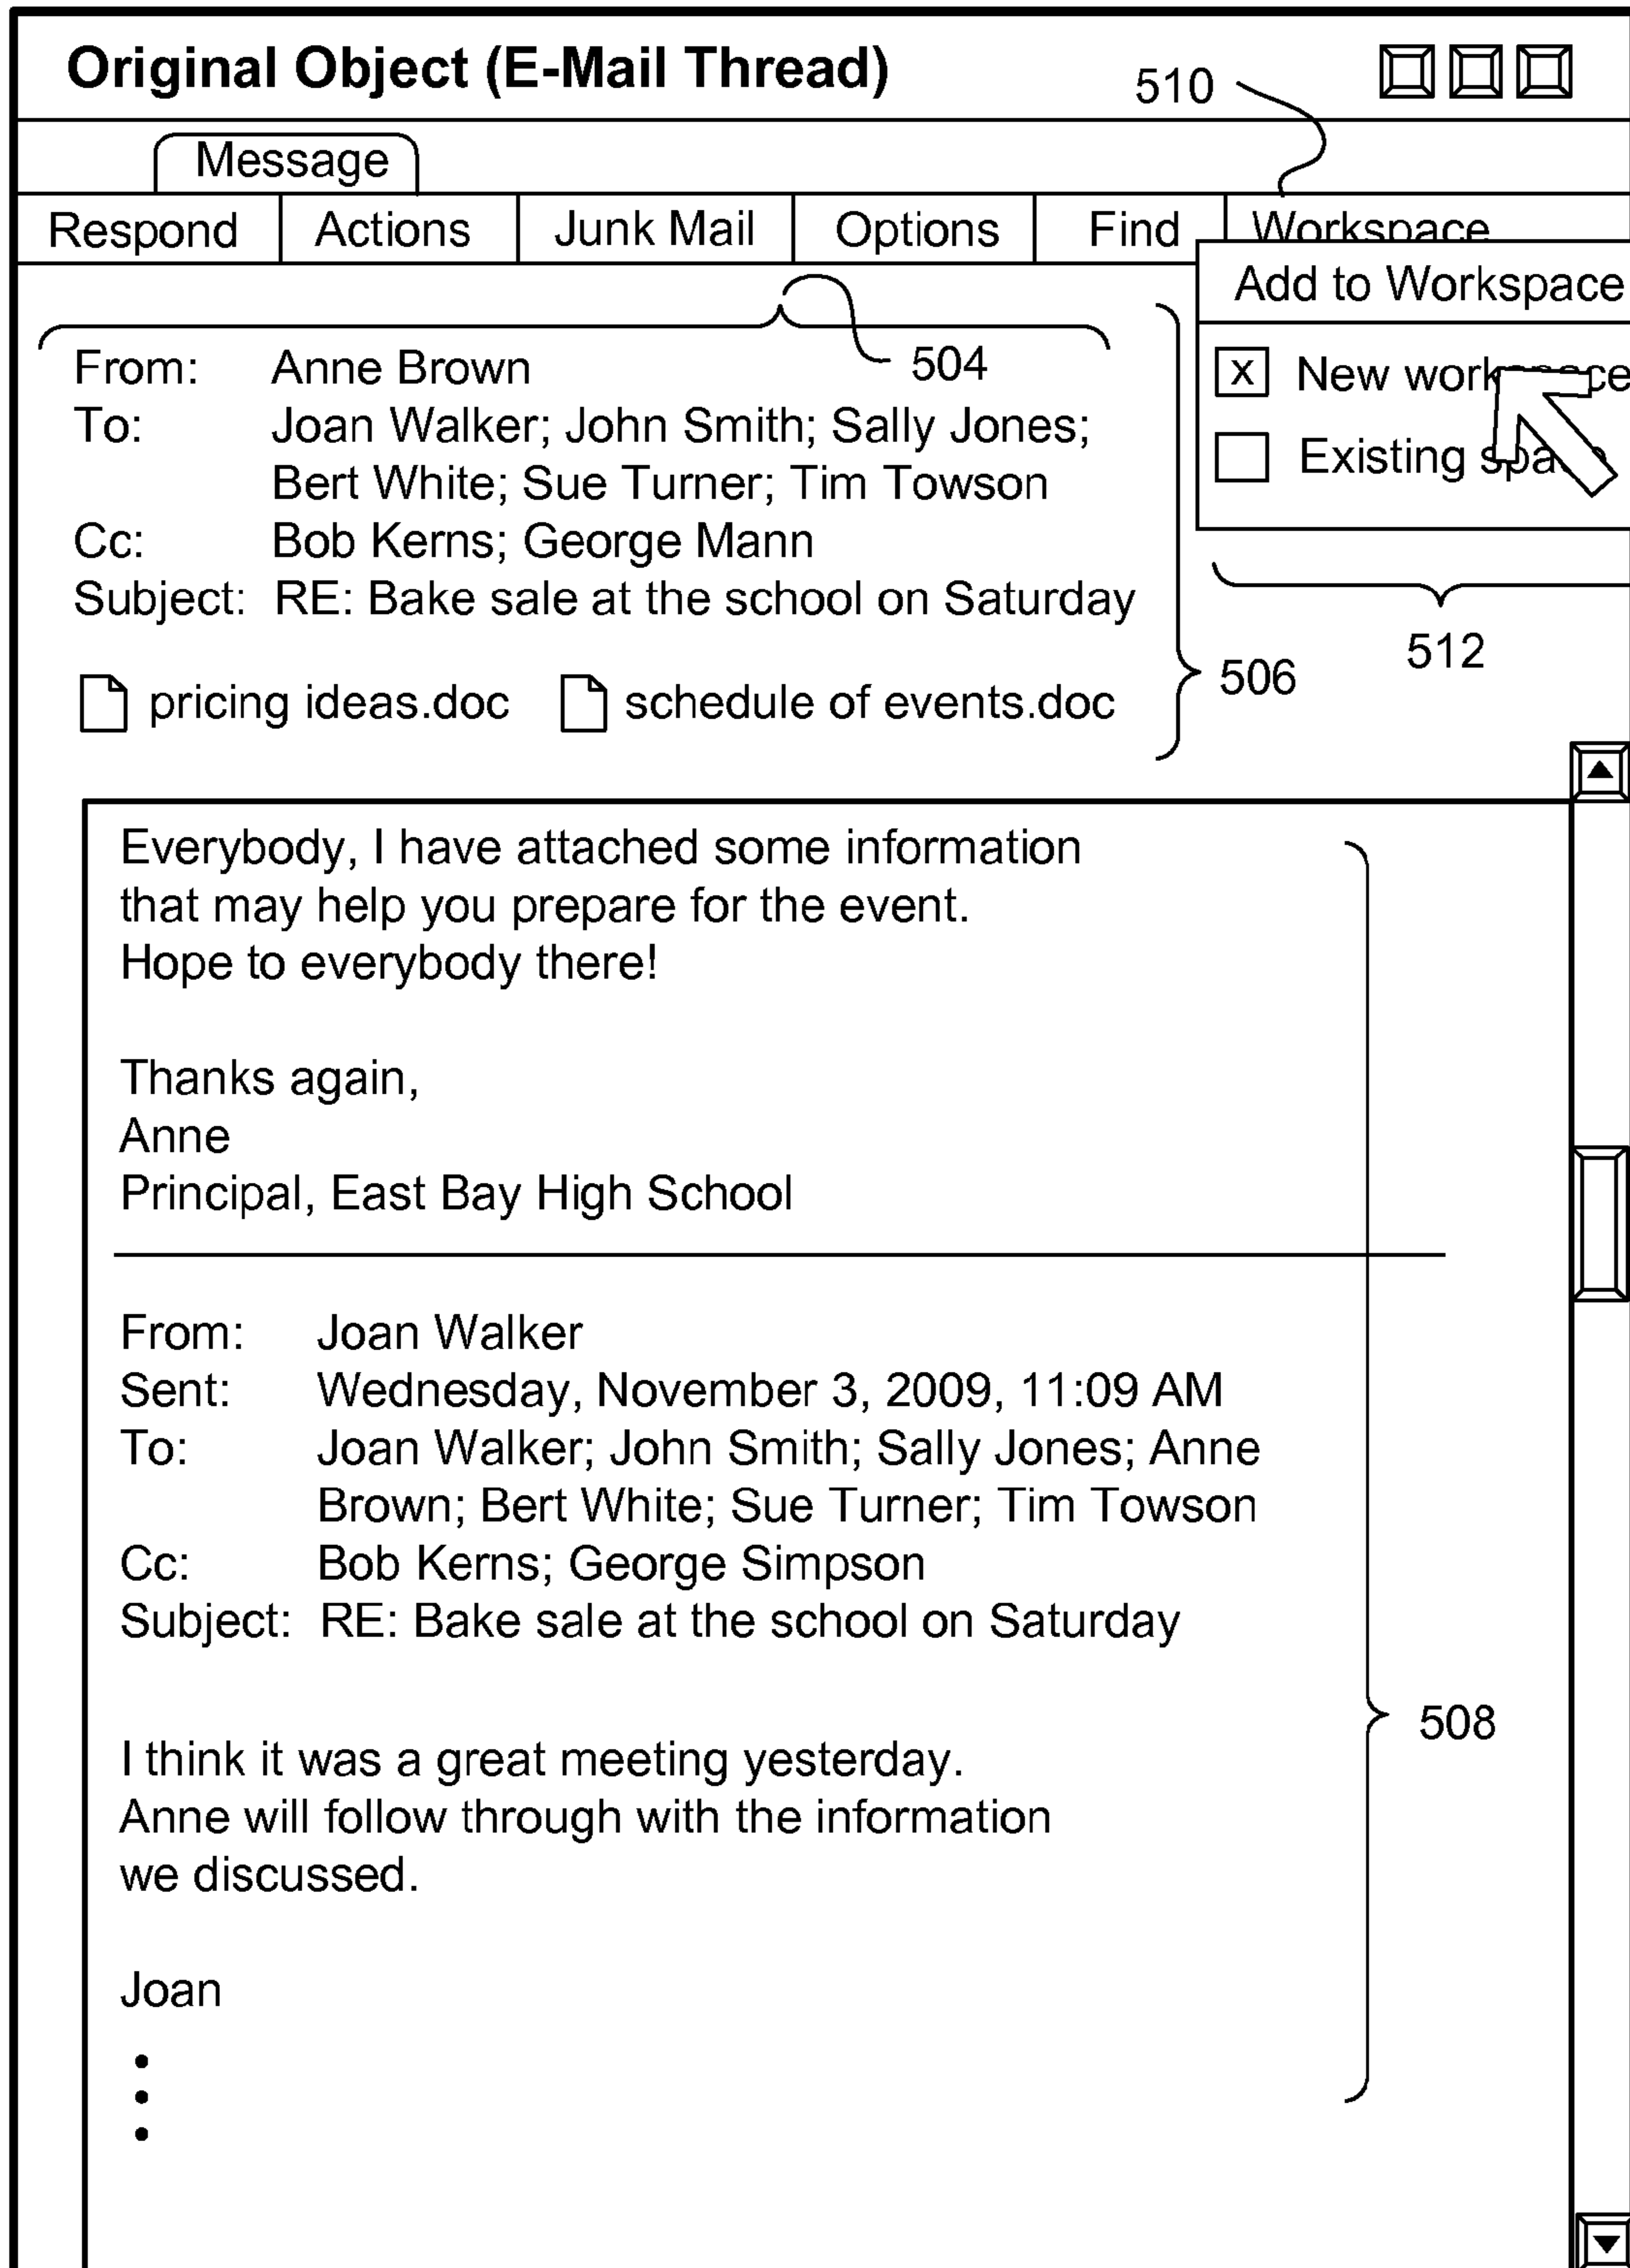 Original Object (E-Mail Thread)
510
Message
Respond Actions Junk Mail Options Find Workspace
Add to Workspace
504
From: Anne Brown
To: Joan Walker; John Smith; Sally Jones;
Bert White; Sue Turner; Tim Towson
Cc: Bob Kerns; George Mann
Subject: RE: Bake sale at the school on Saturday
x New workspace
Existing space
512
506
pricing ideas.doc schedule of events.doc
Everybody, I have attached some information
that may help you prepare for the event.
Hope to everybody there!
Thanks again,
Anne
Principal, East Bay High School
From: Joan Walker
Sent: Wednesday, November 3, 2009, 11:09 AM
To: Joan Walker; John Smith; Sally Jones; Anne
Brown; Bert White; Sue Turner; Tim Towson
Cc: Bob Kerns; George Simpson
Subject: RE: Bake sale at the school on Saturday
508
I think it was a great meeting yesterday.
Anne will follow through with the information
we discussed.
Joan